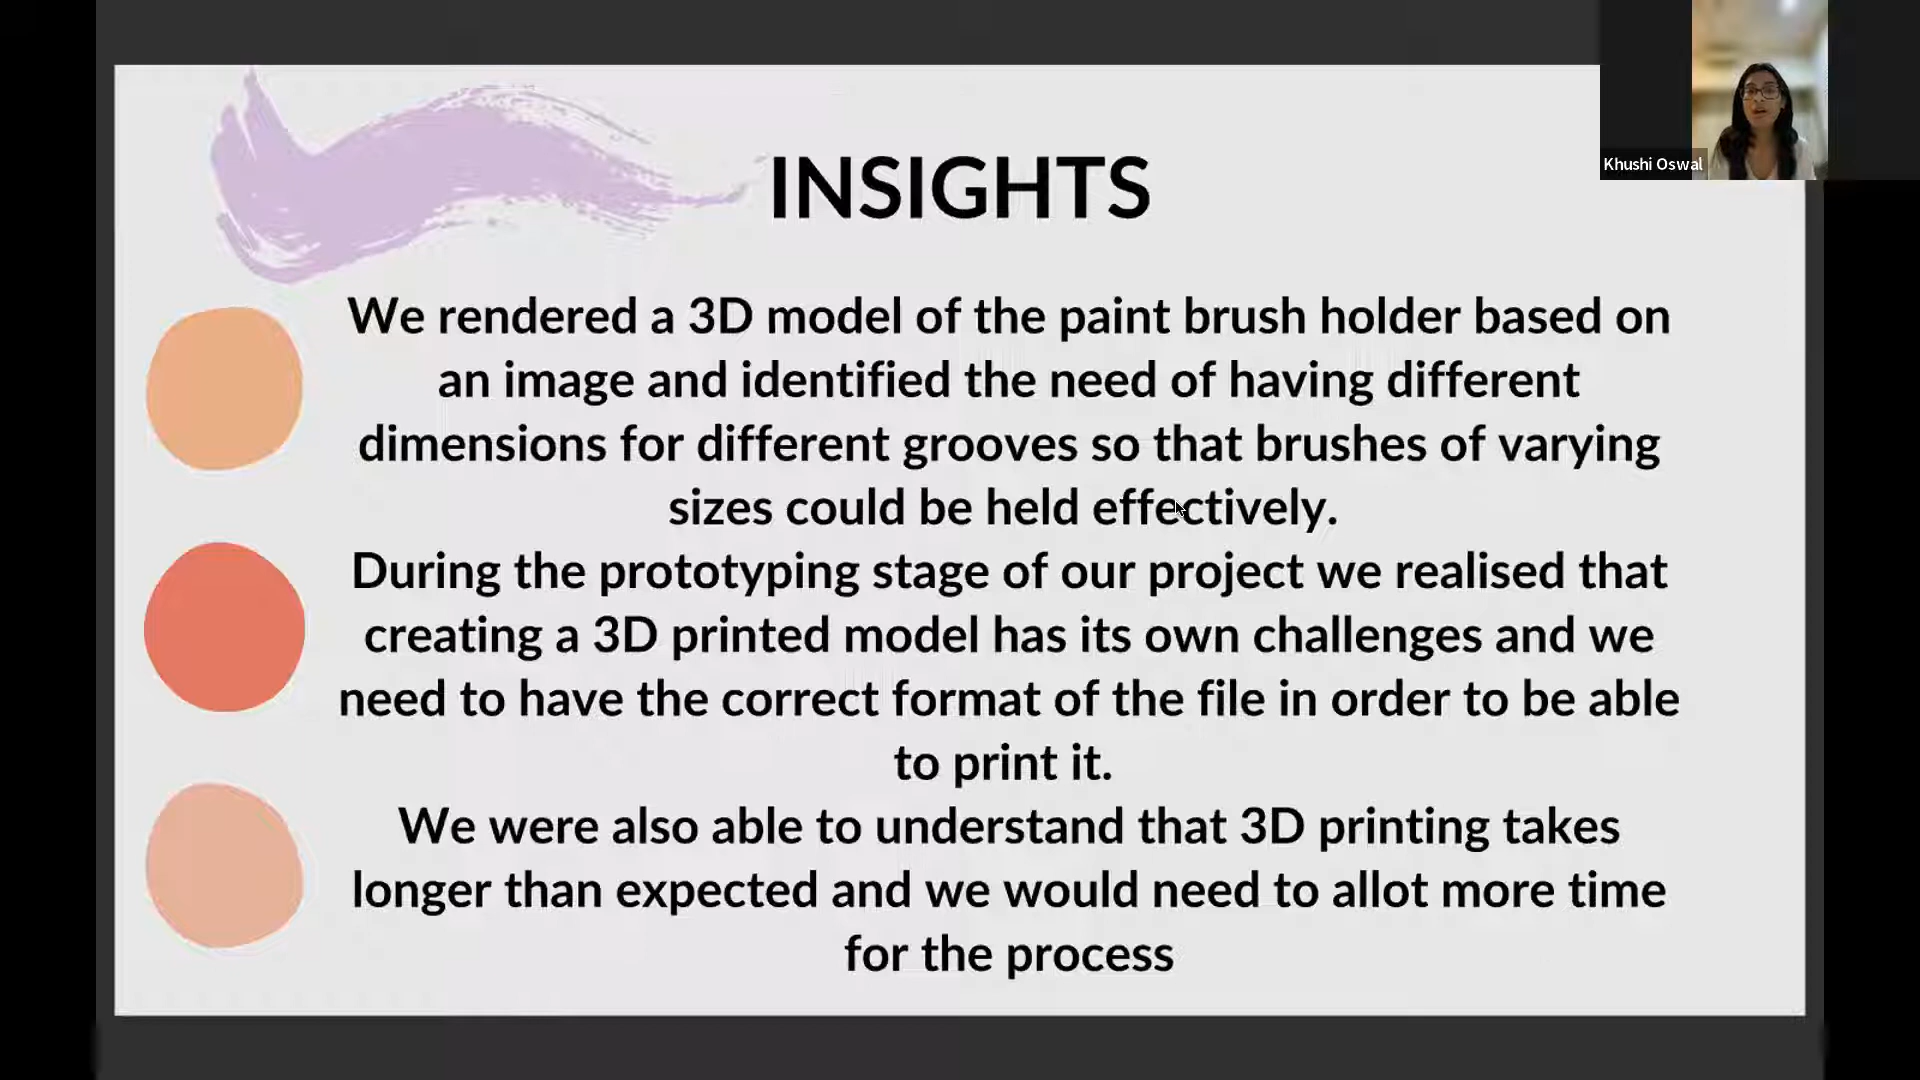 INSIGHTS
Khushi Oswal
We rendered a 3D model of the paint brush holder based on
an image and identified the need of having different
dimensions for different grooves so that brushes of varying
sizes could be held effectively.
During the prototyping stage of our project we realised that
creating a 3D printed model has its own challenges and we
need to have the correct format of the file in order to be able
to print it.
We were also able to understand that 3D printing takes
longer than expected and we would need to allot more time
for the process